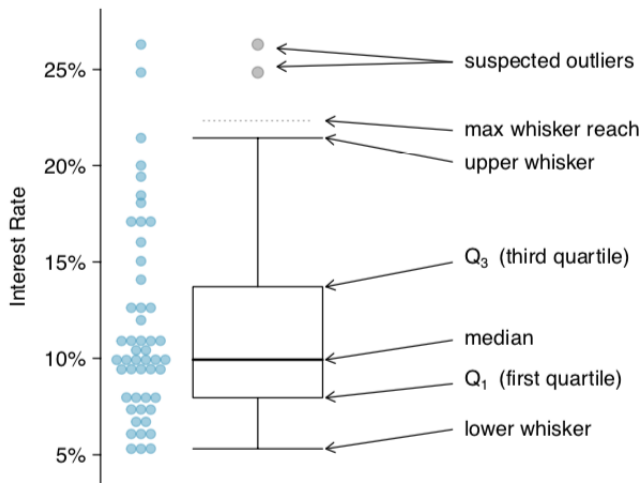 Interest Rate
25%
20%
15%
10%
5%
suspected outliers
max whisker reach
upper whisker
Q₃ (third quartile)
median
Q₁ (first quartile)
lower whisker